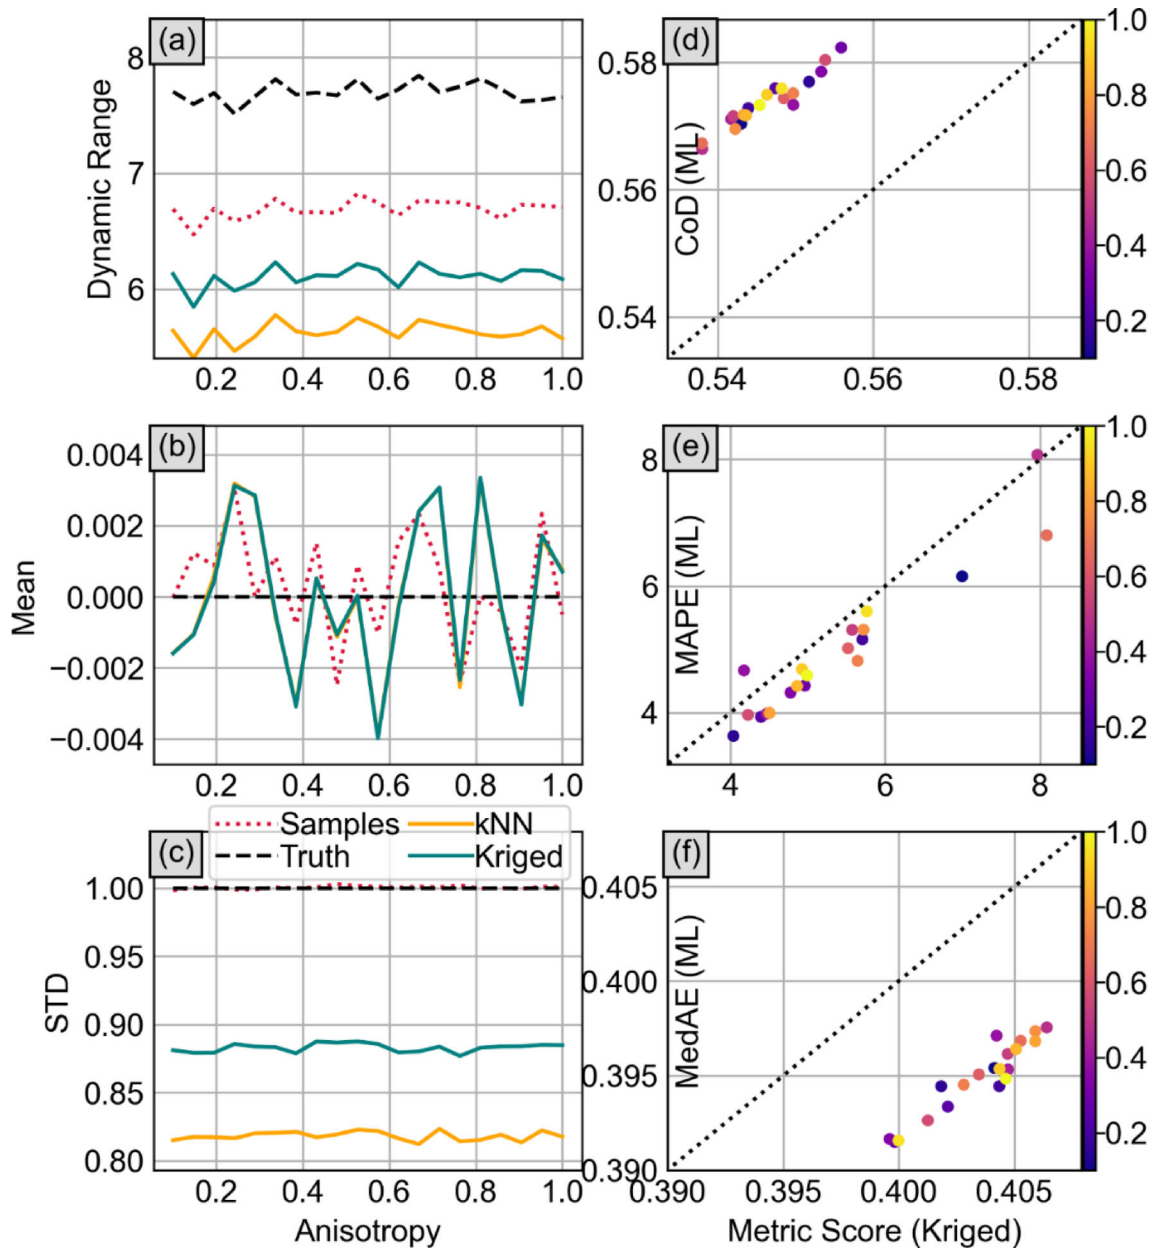 (a)
8
7
6
Dynamic Range
0.2 0.4 0.6 0.8 1.0
(d)
0.58
0.56
0.54
CoD (ML)
0.54 0.56 0.58
1.0
0.8
0.6
0.4
0.2
(b)
0.004
0.002
0.000
−0.002
−0.004
Mean
0.2 0.4 0.6 0.8 1.0
(e)
8
6
4
MAPE (ML)
4 6 8
1.0
0.8
0.6
0.4
0.2
Samples kNN
Truth Kriged
(c)
1.00
0.95
0.90
0.85
0.80
STD
0.2 0.4 0.6 0.8 1.0
Anisotropy
(f)
0.405
0.400
0.395
0.390
MedAE (ML)
0.390 0.395 0.400 0.405
Metric Score (Kriged)
1.0
0.8
0.6
0.4
0.2